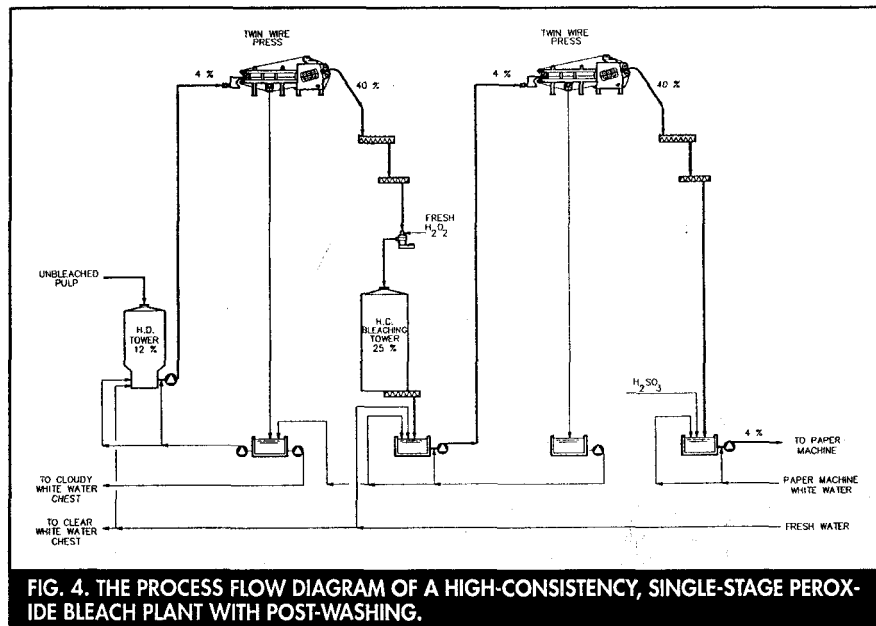 TWIN WIRE
PRESS
TWIN WIRE
PRESS
4 %
40 %
4 %
40 %
FRESH
H2O2
UNBLEACHED
PULP
H.D.
TOWER
12 %
H.C.
BLEACHING
TOWER
25 %
H2SO3
4 %
TO PAPER
MACHINE
TO CLOUDY
WHITE WATER
CHEST
PAPER MACHINE
WHITE WATER
TO CLEAR
WHITE WATER
CHEST
FRESH WATER
FIG. 4. THE PROCESS FLOW DIAGRAM OF A HIGH-CONSISTENCY, SINGLE-STAGE PEROX-
IDE BLEACH PLANT WITH POST-WASHING.